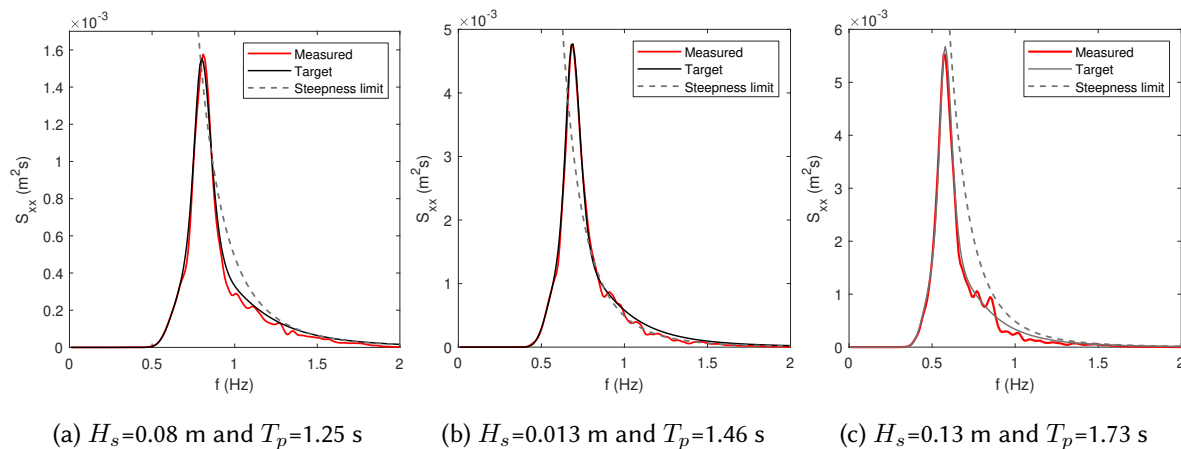 ×10⁻³
1.6
1.4
1.2
1
0.8
0.6
0.4
0.2
0
S_xx (m²s)
0 0.5 1 1.5 2
f (Hz)
Measured
Target
Steepness limit
(a) H_s=0.08 m and T_p=1.25 s
×10⁻³
5
4
3
2
1
0
S_xx (m²s)
0 0.5 1 1.5 2
f (Hz)
Measured
Target
Steepness limit
(b) H_s=0.013 m and T_p=1.46 s
×10⁻³
6
5
4
3
2
1
0
S_xx (m²s)
0 0.5 1 1.5 2
f (Hz)
Measured
Target
Steepness limit
(c) H_s=0.13 m and T_p=1.73 s